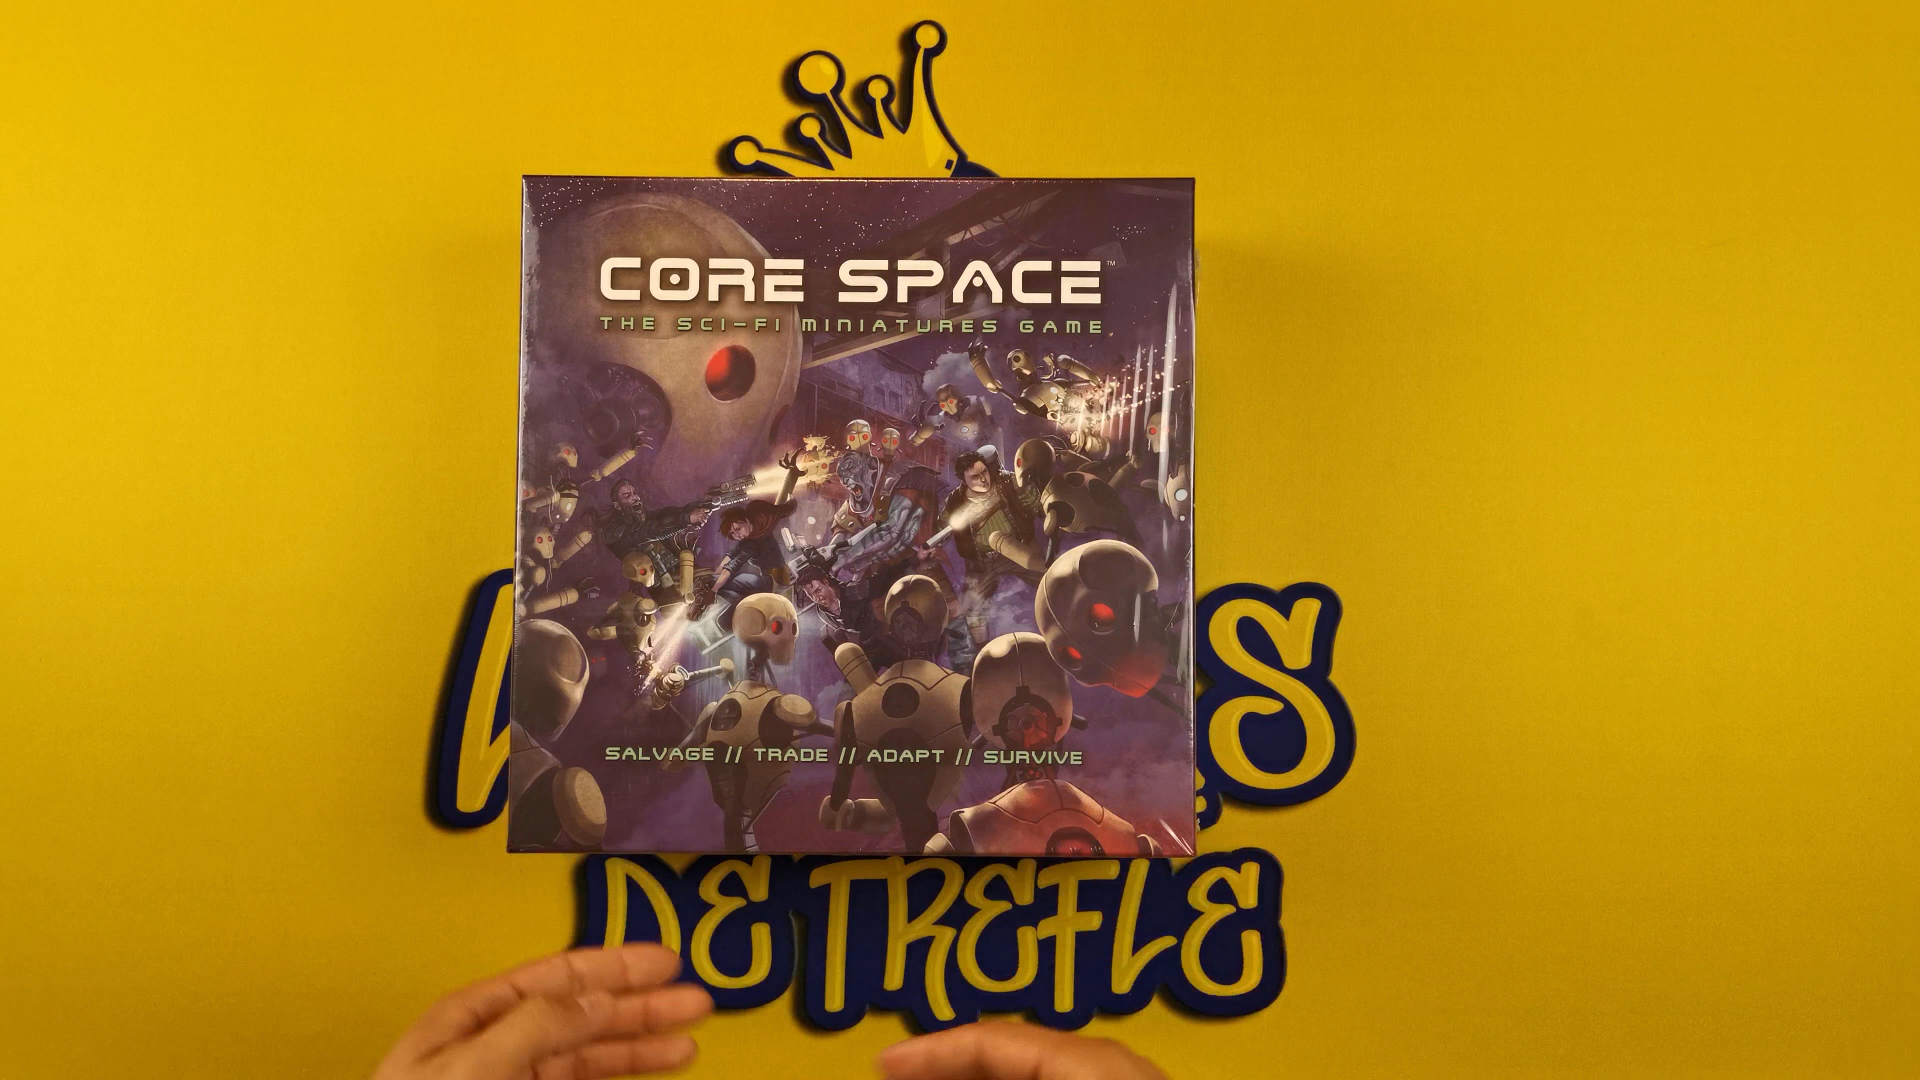 CORE SPACE™
THE SCI-FI MINIATURES GAME
SALVAGE // TRADE // ADAPT // SURVIVE
DE TREFLE